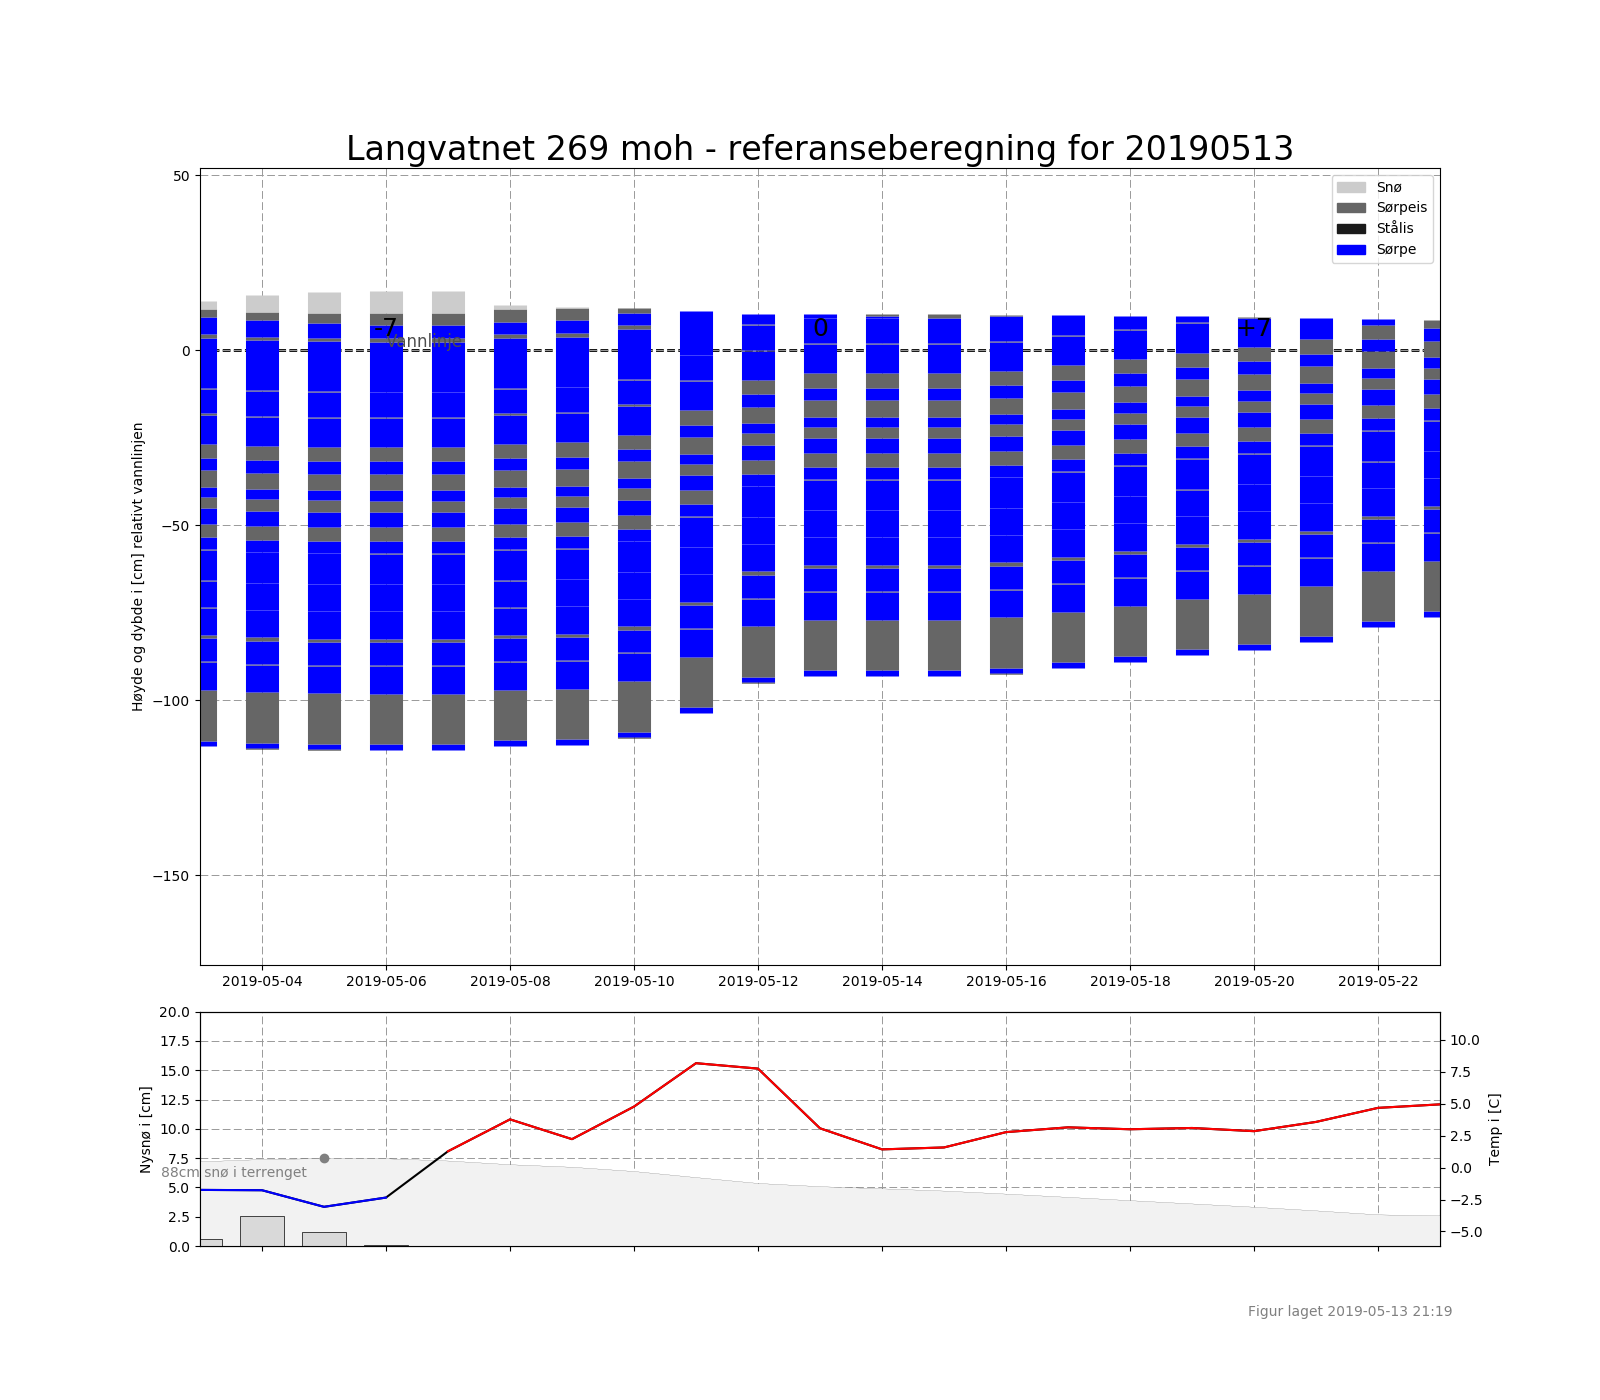 Langvatnet 269 moh - referanseberegning for 20190513
Høyde og dybde i [cm] relativt vannlinjen
50
0
−50
−100
−150
Snø
Sørpeis
Stålis
Sørpe
-7
0
+7
Vannlinje
2019-05-04 2019-05-06 2019-05-08 2019-05-10 2019-05-12 2019-05-14 2019-05-16 2019-05-18 2019-05-20 2019-05-22
Nysnø i [cm]
20.0
17.5
15.0
12.5
10.0
7.5
5.0
2.5
0.0
88cm snø i terrenget
10.0
7.5
5.0
2.5
0.0
−2.5
−5.0
Temp i [C]
Figur laget 2019-05-13 21:19